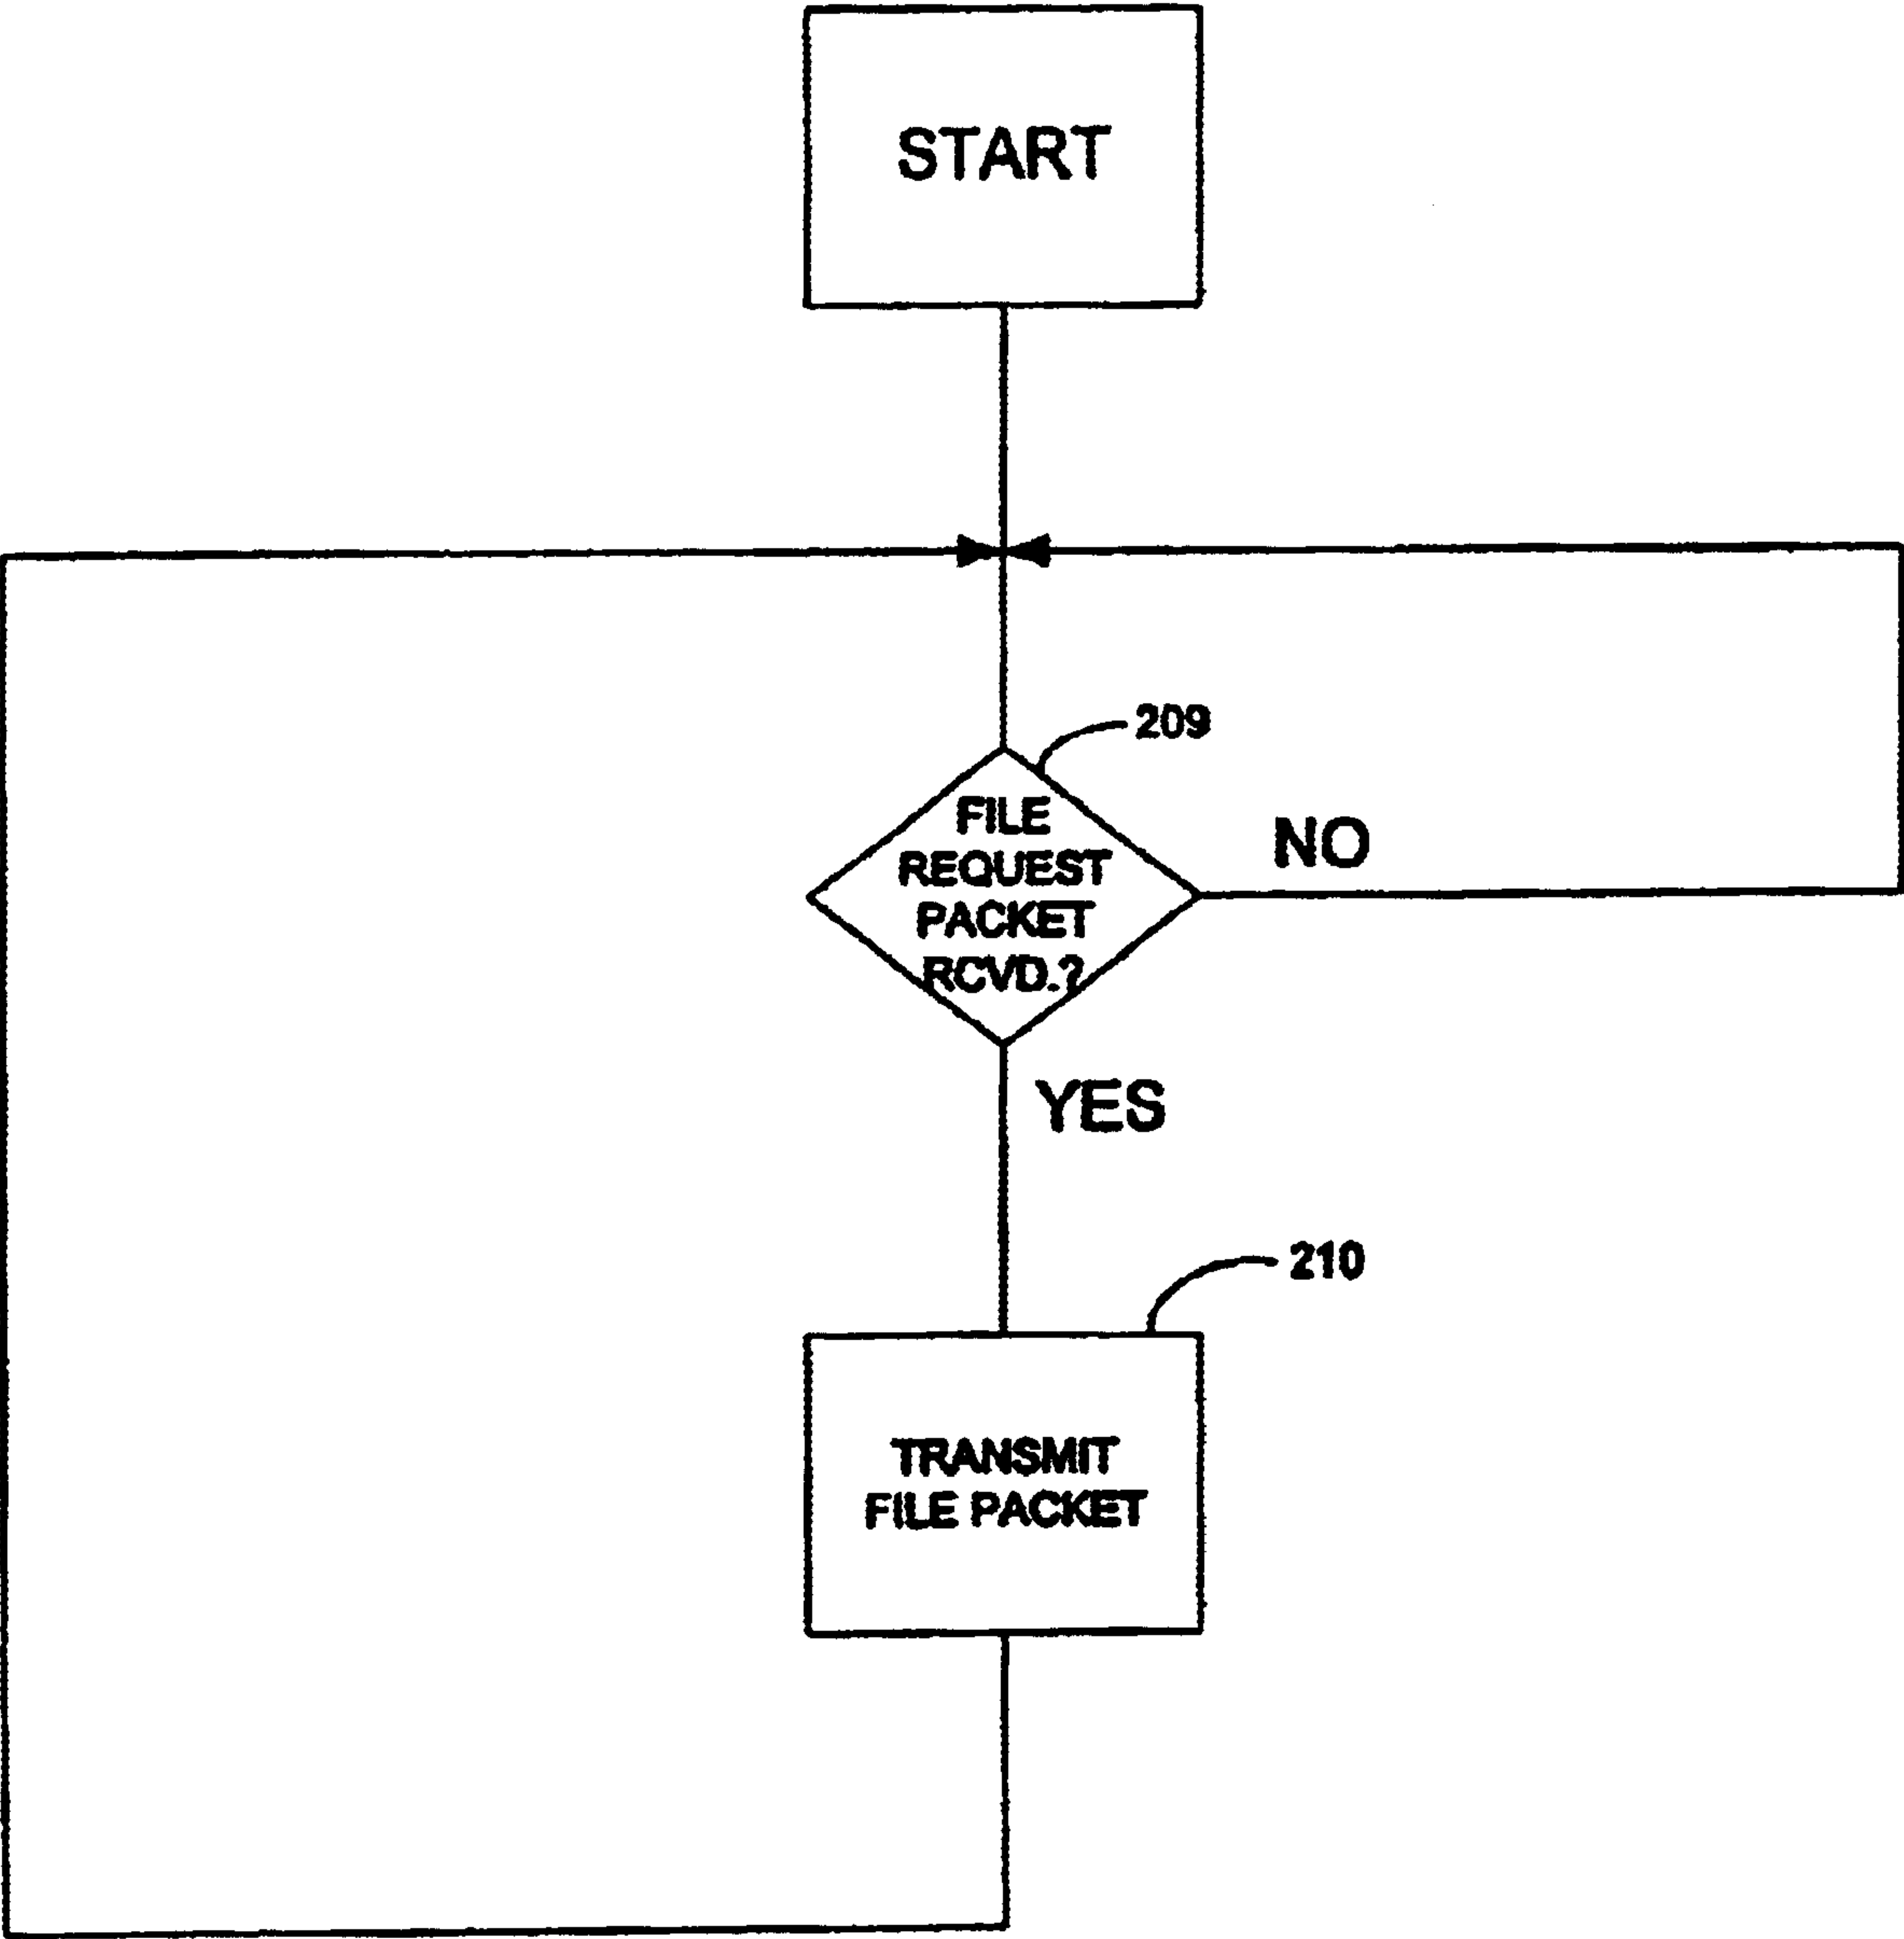 START
209
FILE
REQUEST
PACKET
RCVD.?
NO
YES
210
TRANSMIT
FILE PACKET